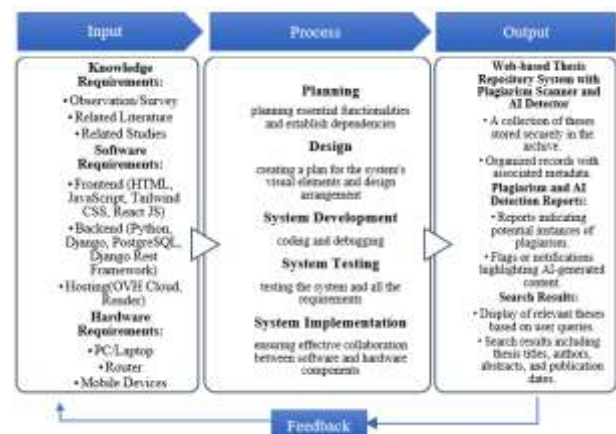 Input
Knowledge
Requirements:
• Observation/Survey
• Related Literature
• Related Studies
Software
Requirements:
• Frontend (HTML,
JavaScript, Tailwind
CSS, React JS)
• Backend (Python,
Django, PostgreSQL,
Django Rest
Framework)
• Hosting(OVH Cloud,
Render)
Hardware
Requirements:
• PC/Laptop
• Router
• Mobile Devices
Process
Planning
planning essential functionalities
and establish dependencies
Design
creating a plan for the system's
visual elements and design
arrangement
System Development
coding and debugging
System Testing
testing the system and all the
requirements
System Implementation
ensuring effective collaboration
between software and hardware
components
Output
Web-based Thesis
Repository System with
Plagiarism Scanner and
AI Detector
• A collection of theses
stored securely in the
archive.
• Organized records with
associated metadata.
Plagiarism and AI
Detection Reports:
• Reports indicating
potential instances of
plagiarism.
• Flags or notifications
highlighting AI-generated
content.
Search Results:
• Display of relevant theses
based on user queries.
• Search results including
thesis titles, authors,
abstracts, and publication
dates.
Feedback